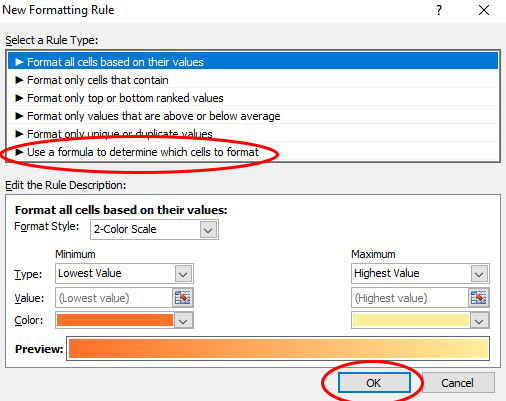 New Formatting Rule
?
Select a Rule Type:
► Format all cells based on their values
► Format only cells that contain
► Format only top or bottom ranked values
► Format only values that are above or below average
► Format only unique or duplicate values
► Use a formula to determine which cells to format
Edit the Rule Description:
Format all cells based on their values:
Format Style: 2-Color Scale
Minimum Maximum
Type: Lowest Value Highest Value
Value: (Lowest value) (Highest value)
Color:
Preview:
OK Cancel